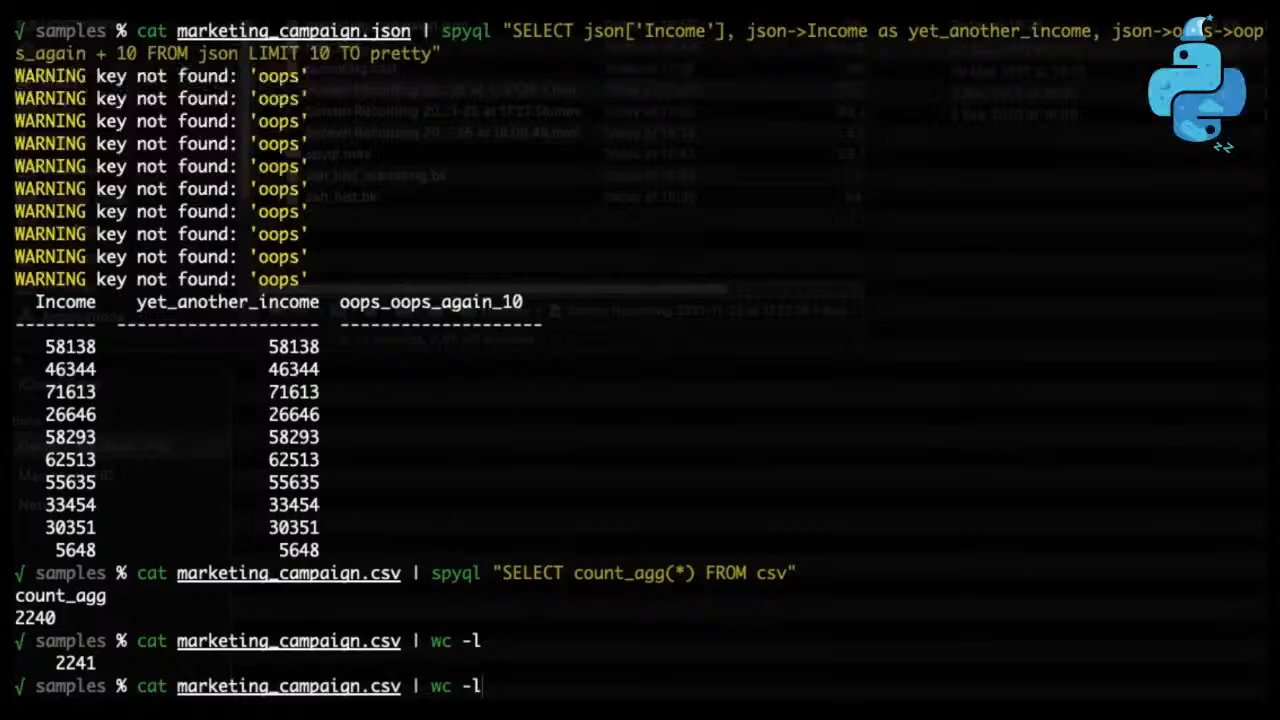 √ samples % cat marketing_campaign.json | spyql "SELECT json['Income'], json->Income as yet_another_income, json->oops->oop
s_again + 10 FROM json LIMIT 10 TO pretty"
WARNING key not found: 'oops'
WARNING key not found: 'oops'
WARNING key not found: 'oops'
WARNING key not found: 'oops'
WARNING key not found: 'oops'
WARNING key not found: 'oops'
WARNING key not found: 'oops'
WARNING key not found: 'oops'
WARNING key not found: 'oops'
WARNING key not found: 'oops'
Income yet_another_income oops_oops_again_10
-------- -------------------- --------------------
58138 58138
46344 46344
71613 71613
26646 26646
58293 58293
62513 62513
55635 55635
33454 33454
30351 30351
5648 5648
√ samples % cat marketing_campaign.csv | spyql "SELECT count_agg(*) FROM csv"
count_agg
2240
√ samples % cat marketing_campaign.csv | wc -l
2241
√ samples % cat marketing_campaign.csv | wc -l
zz